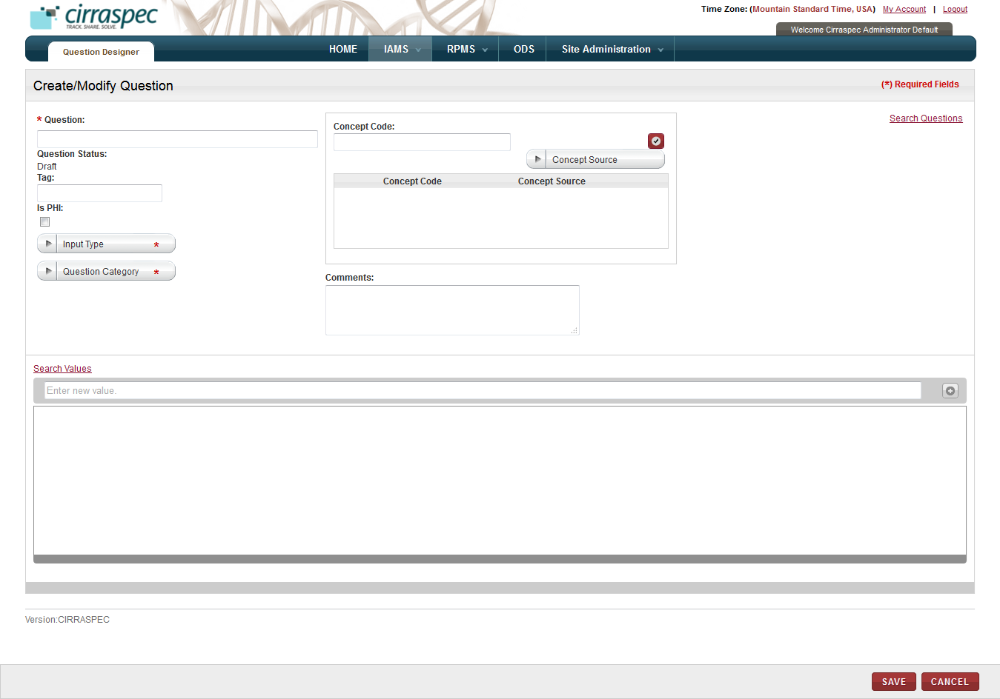 cirraspec
TRACK. SHARE. SOLVE.
Time Zone: (Mountain Standard Time, USA) My Account | Logout
Welcome Cirraspec Administrator Default
Question Designer
HOME IAMS RPMS ODS Site Administration
Create/Modify Question
(*) Required Fields
* Question:
Question Status:
Draft
Tag:
Is PHI:
Input Type *
Question Category *
Concept Code:
Concept Source
Concept Code Concept Source
Comments:
Search Questions
Search Values
Enter new value.
Version:CIRRASPEC
SAVE CANCEL